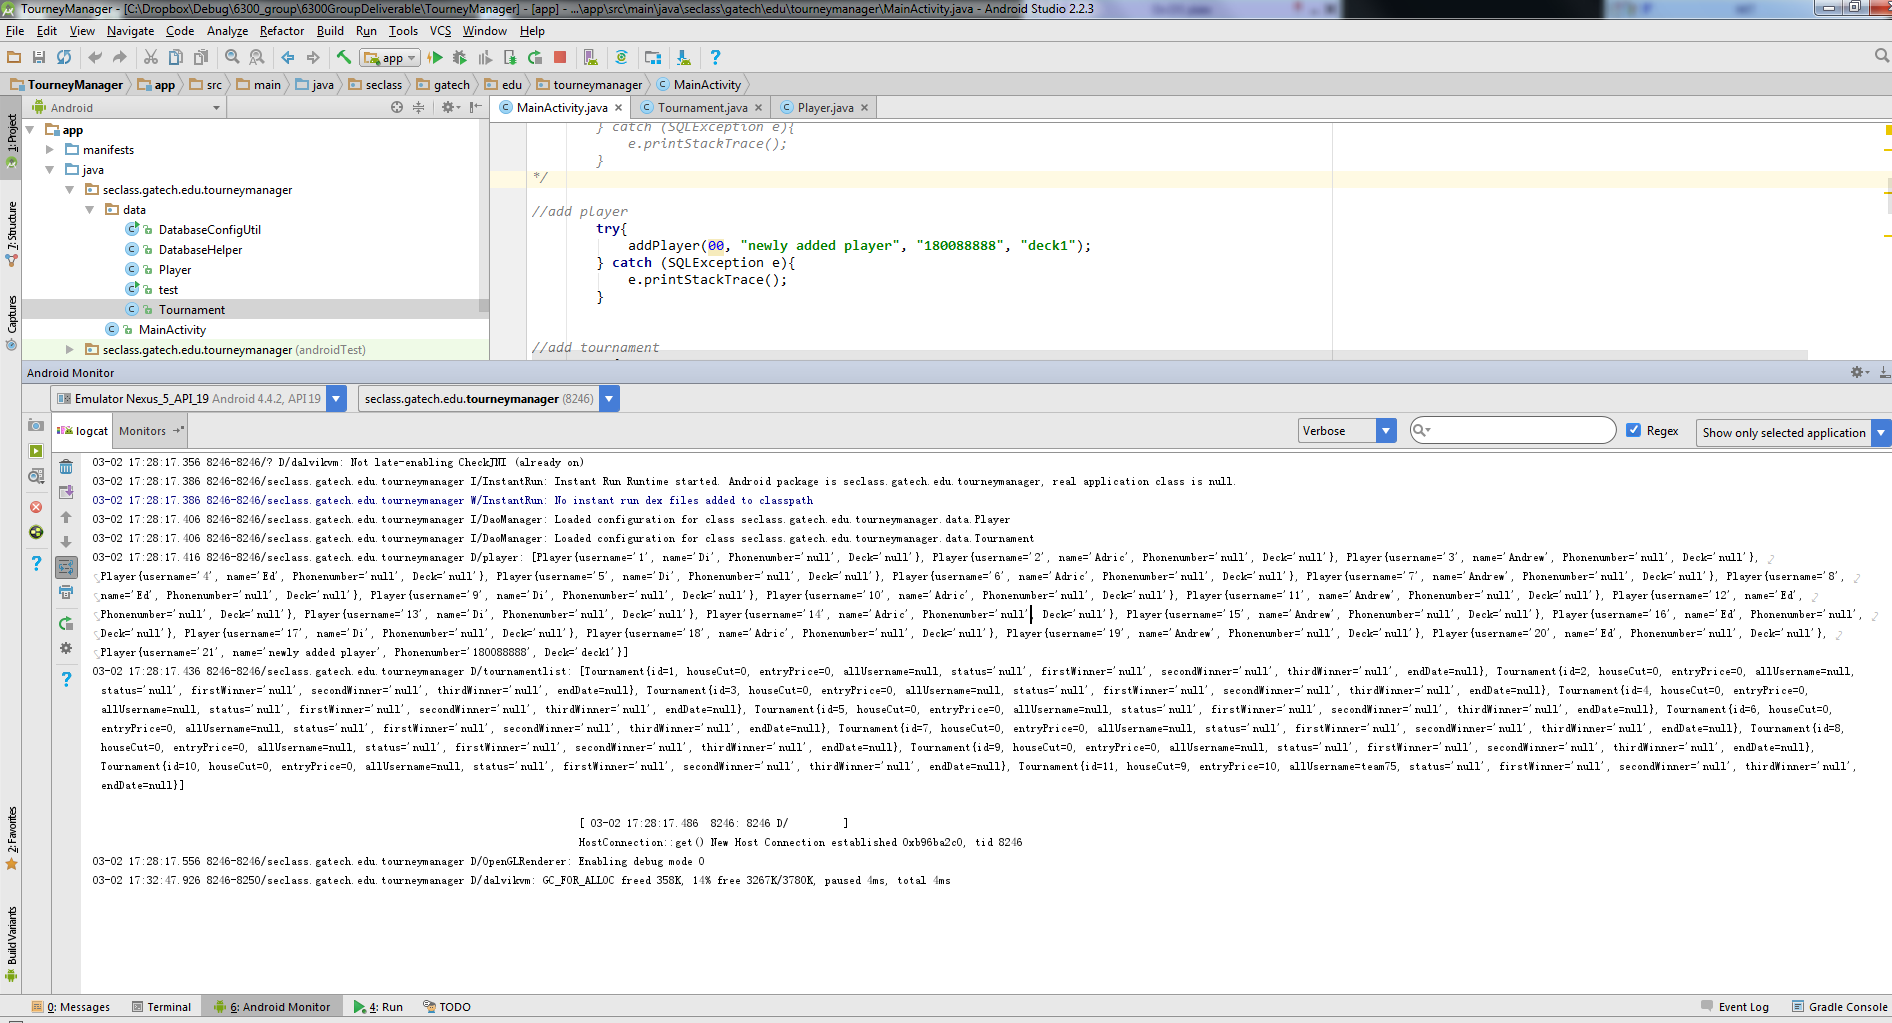 TourneyManager - [C:\Dropbox\Debug\6300_group\6300GroupDeliverable\TourneyManager] - [app] - ...\app\src\main\java\seclass\gatech\edu\tourneymanager\MainActivity.java - Android Studio 2.2.3
File Edit View Navigate Code Analyze Refactor Build Run Tools VCS Window Help
app
TourneyManager app src main java seclass gatech edu tourneymanager MainActivity
Android
MainActivity.java Tournament.java Player.java
1: Project
7: Structure
Captures
2: Favorites
Build Variants
app
manifests
java
seclass.gatech.edu.tourneymanager
data
DatabaseConfigUtil
DatabaseHelper
Player
test
Tournament
MainActivity
seclass.gatech.edu.tourneymanager (androidTest)
} catch (SQLException e){
e.printStackTrace();
}
*/
//add player
try{
addPlayer(00, "newly added player", "180088888", "deck1");
} catch (SQLException e){
e.printStackTrace();
}
//add tournament
Android Monitor
Emulator Nexus_5_API_19 Android 4.4.2, API 19 seclass.gatech.edu.tourneymanager (8246)
logcat Monitors Verbose Regex Show only selected application
03-02 17:28:17.356 8246-8246/? D/dalvikvm: Not late-enabling CheckJNI (already on)
03-02 17:28:17.386 8246-8246/seclass.gatech.edu.tourneymanager I/InstantRun: Instant Run Runtime started. Android package is seclass.gatech.edu.tourneymanager, real application class is null.
03-02 17:28:17.386 8246-8246/seclass.gatech.edu.tourneymanager W/InstantRun: No instant run dex files added to classpath
03-02 17:28:17.406 8246-8246/seclass.gatech.edu.tourneymanager I/DaoManager: Loaded configuration for class seclass.gatech.edu.tourneymanager.data.Player
03-02 17:28:17.406 8246-8246/seclass.gatech.edu.tourneymanager I/DaoManager: Loaded configuration for class seclass.gatech.edu.tourneymanager.data.Tournament
03-02 17:28:17.416 8246-8246/seclass.gatech.edu.tourneymanager D/player: [Player{username='1', name='Di', Phonenumber='null', Deck='null'}, Player{username='2', name='Adric', Phonenumber='null', Deck='null'}, Player{username='3', name='Andrew', Phonenumber='null', Deck='null'},
Player{username='4', name='Ed', Phonenumber='null', Deck='null'}, Player{username='5', name='Di', Phonenumber='null', Deck='null'}, Player{username='6', name='Adric', Phonenumber='null', Deck='null'}, Player{username='7', name='Andrew', Phonenumber='null', Deck='null'}, Player{username='8',
name='Ed', Phonenumber='null', Deck='null'}, Player{username='9', name='Di', Phonenumber='null', Deck='null'}, Player{username='10', name='Adric', Phonenumber='null', Deck='null'}, Player{username='11', name='Andrew', Phonenumber='null', Deck='null'}, Player{username='12', name='Ed',
Phonenumber='null', Deck='null'}, Player{username='13', name='Di', Phonenumber='null', Deck='null'}, Player{username='14', name='Adric', Phonenumber='null', Deck='null'}, Player{username='15', name='Andrew', Phonenumber='null', Deck='null'}, Player{username='16', name='Ed', Phonenumber='null',
Deck='null'}, Player{username='17', name='Di', Phonenumber='null', Deck='null'}, Player{username='18', name='Adric', Phonenumber='null', Deck='null'}, Player{username='19', name='Andrew', Phonenumber='null', Deck='null'}, Player{username='20', name='Ed', Phonenumber='null', Deck='null'},
Player{username='21', name='newly added player', Phonenumber='180088888', Deck='deck1'}]
03-02 17:28:17.436 8246-8246/seclass.gatech.edu.tourneymanager D/tournamentlist: [Tournament{id=1, houseCut=0, entryPrice=0, allUsername=null, status='null', firstWinner='null', secondWinner='null', thirdWinner='null', endDate=null}, Tournament{id=2, houseCut=0, entryPrice=0, allUsername=null,
status='null', firstWinner='null', secondWinner='null', thirdWinner='null', endDate=null}, Tournament{id=3, houseCut=0, entryPrice=0, allUsername=null, status='null', firstWinner='null', secondWinner='null', thirdWinner='null', endDate=null}, Tournament{id=4, houseCut=0, entryPrice=0,
allUsername=null, status='null', firstWinner='null', secondWinner='null', thirdWinner='null', endDate=null}, Tournament{id=5, houseCut=0, entryPrice=0, allUsername=null, status='null', firstWinner='null', secondWinner='null', thirdWinner='null', endDate=null}, Tournament{id=6, houseCut=0,
entryPrice=0, allUsername=null, status='null', firstWinner='null', secondWinner='null', thirdWinner='null', endDate=null}, Tournament{id=7, houseCut=0, entryPrice=0, allUsername=null, status='null', firstWinner='null', secondWinner='null', thirdWinner='null', endDate=null}, Tournament{id=8,
houseCut=0, entryPrice=0, allUsername=null, status='null', firstWinner='null', secondWinner='null', thirdWinner='null', endDate=null}, Tournament{id=9, houseCut=0, entryPrice=0, allUsername=null, status='null', firstWinner='null', secondWinner='null', thirdWinner='null', endDate=null},
Tournament{id=10, houseCut=0, entryPrice=0, allUsername=null, status='null', firstWinner='null', secondWinner='null', thirdWinner='null', endDate=null}, Tournament{id=11, houseCut=9, entryPrice=10, allUsername=team75, status='null', firstWinner='null', secondWinner='null', thirdWinner='null',
endDate=null}]
[ 03-02 17:28:17.486 8246: 8246 D/ ]
HostConnection::get() New Host Connection established 0xb96ba2c0, tid 8246
03-02 17:28:17.556 8246-8246/seclass.gatech.edu.tourneymanager D/OpenGLRenderer: Enabling debug mode 0
03-02 17:32:47.926 8246-8250/seclass.gatech.edu.tourneymanager D/dalvikvm: GC_FOR_ALLOC freed 358K, 14% free 3267K/3780K, paused 4ms, total 4ms
0: Messages Terminal 6: Android Monitor 4: Run TODO Event Log Gradle Console